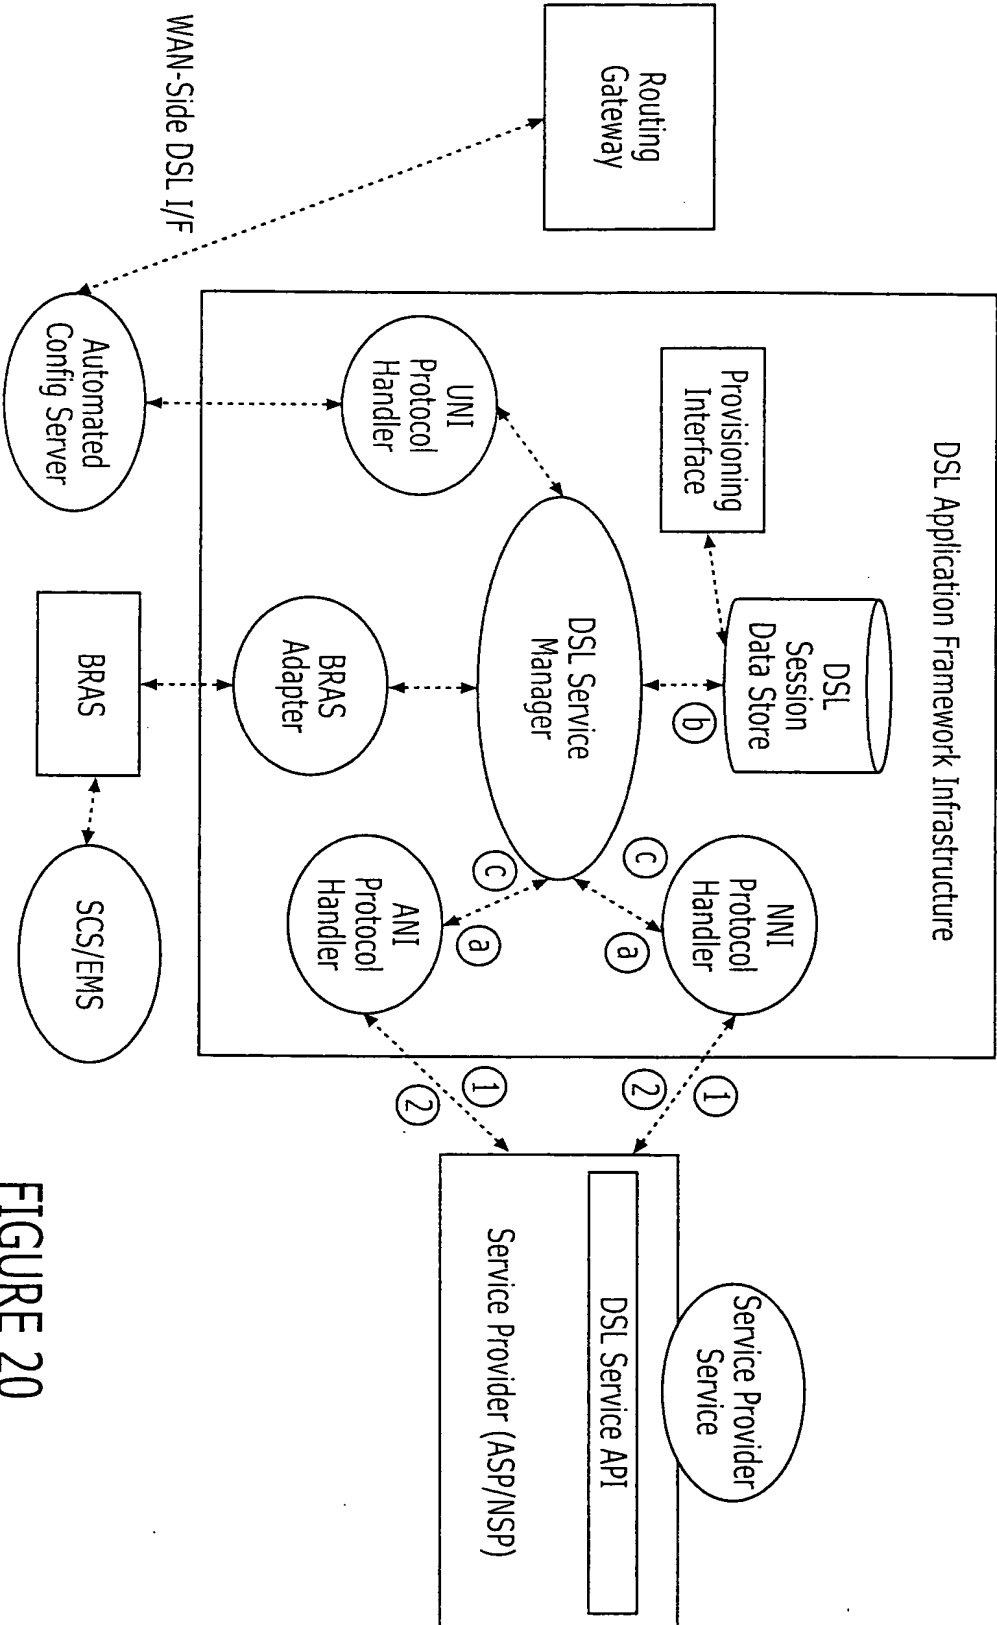 DSL Application Framework Infrastructure
Routing
Gateway
WAN-Side DSL I/F
Provisioning
Interface
DSL
Session
Data Store
b
UNI
Protocol
Handler
DSL Service
Manager
NNI
Protocol
Handler
c
a
c
a
ANI
Protocol
Handler
BRAS
Adapter
Automated
Config Server
BRAS
SCS/EMS
1
2
1
2
Service Provider
Service
DSL Service API
Service Provider (ASP/NSP)
FIGURE 20